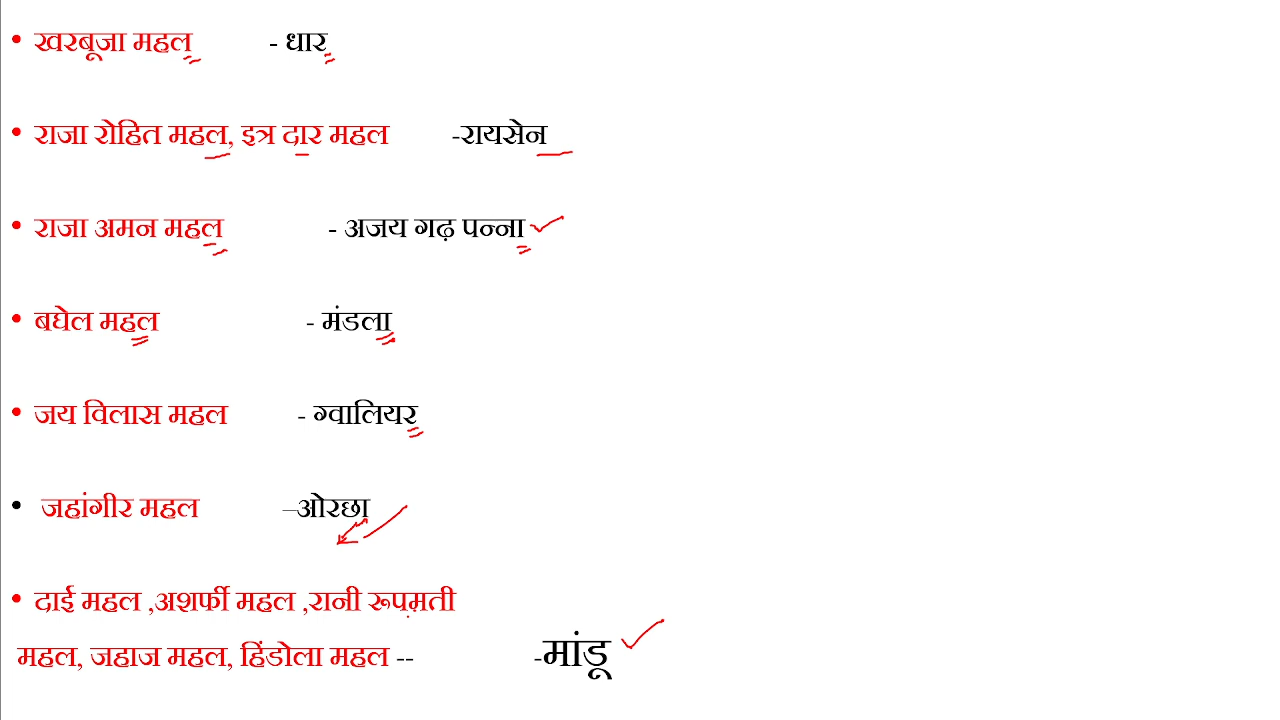 • खरबूजा महल - धार
• राजा रोहित महल, इत्र दार महल -रायसेन
• राजा अमन महल - अजय गढ़ पन्ना
• बघेल महल - मंडला
• जय विलास महल - ग्वालियर
• जहांगीर महल –ओरछा
• दाई महल ,अशर्फी महल ,रानी रूपमती
महल, जहाज महल, हिंडोला महल -- -मांडू